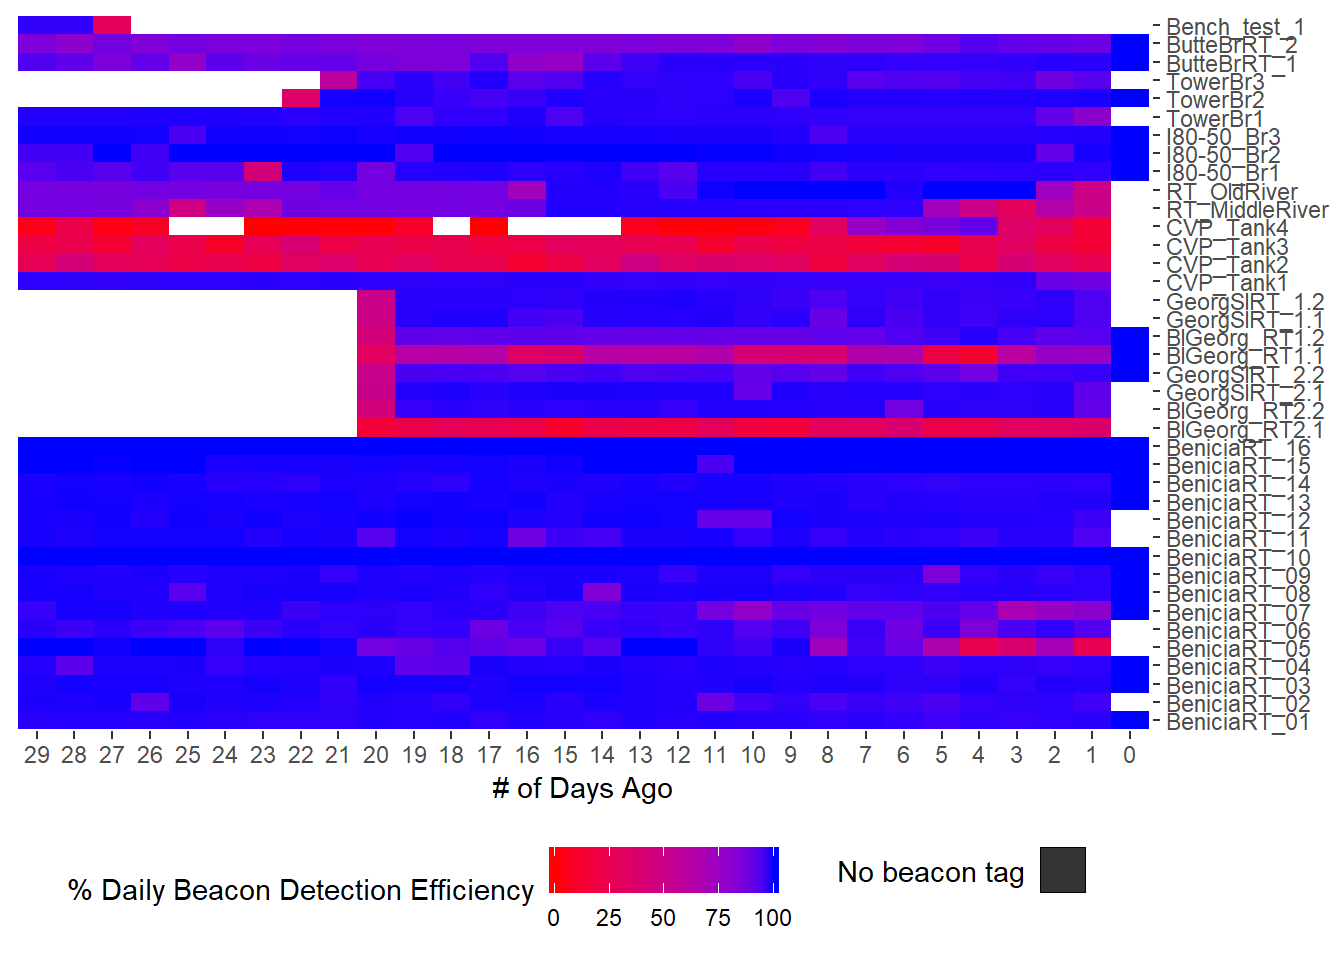 Bench_test_1
ButteBrRT_2
ButteBrRT_1
TowerBr3
TowerBr2
TowerBr1
I80-50_Br3
I80-50_Br2
I80-50_Br1
RT_OldRiver
RT_MiddleRiver
CVP_Tank4
CVP_Tank3
CVP_Tank2
CVP_Tank1
GeorgSlRT_1.2
GeorgSlRT_1.1
BlGeorg_RT1.2
BlGeorg_RT1.1
GeorgSlRT_2.2
GeorgSlRT_2.1
BlGeorg_RT2.2
BlGeorg_RT2.1
BeniciaRT_16
BeniciaRT_15
BeniciaRT_14
BeniciaRT_13
BeniciaRT_12
BeniciaRT_11
BeniciaRT_10
BeniciaRT_09
BeniciaRT_08
BeniciaRT_07
BeniciaRT_06
BeniciaRT_05
BeniciaRT_04
BeniciaRT_03
BeniciaRT_02
BeniciaRT_01
29 28 27 26 25 24 23 22 21 20 19 18 17 16 15 14 13 12 11 10 9 8 7 6 5 4 3 2 1 0
# of Days Ago
% Daily Beacon Detection Efficiency
0 25 50 75 100
No beacon tag